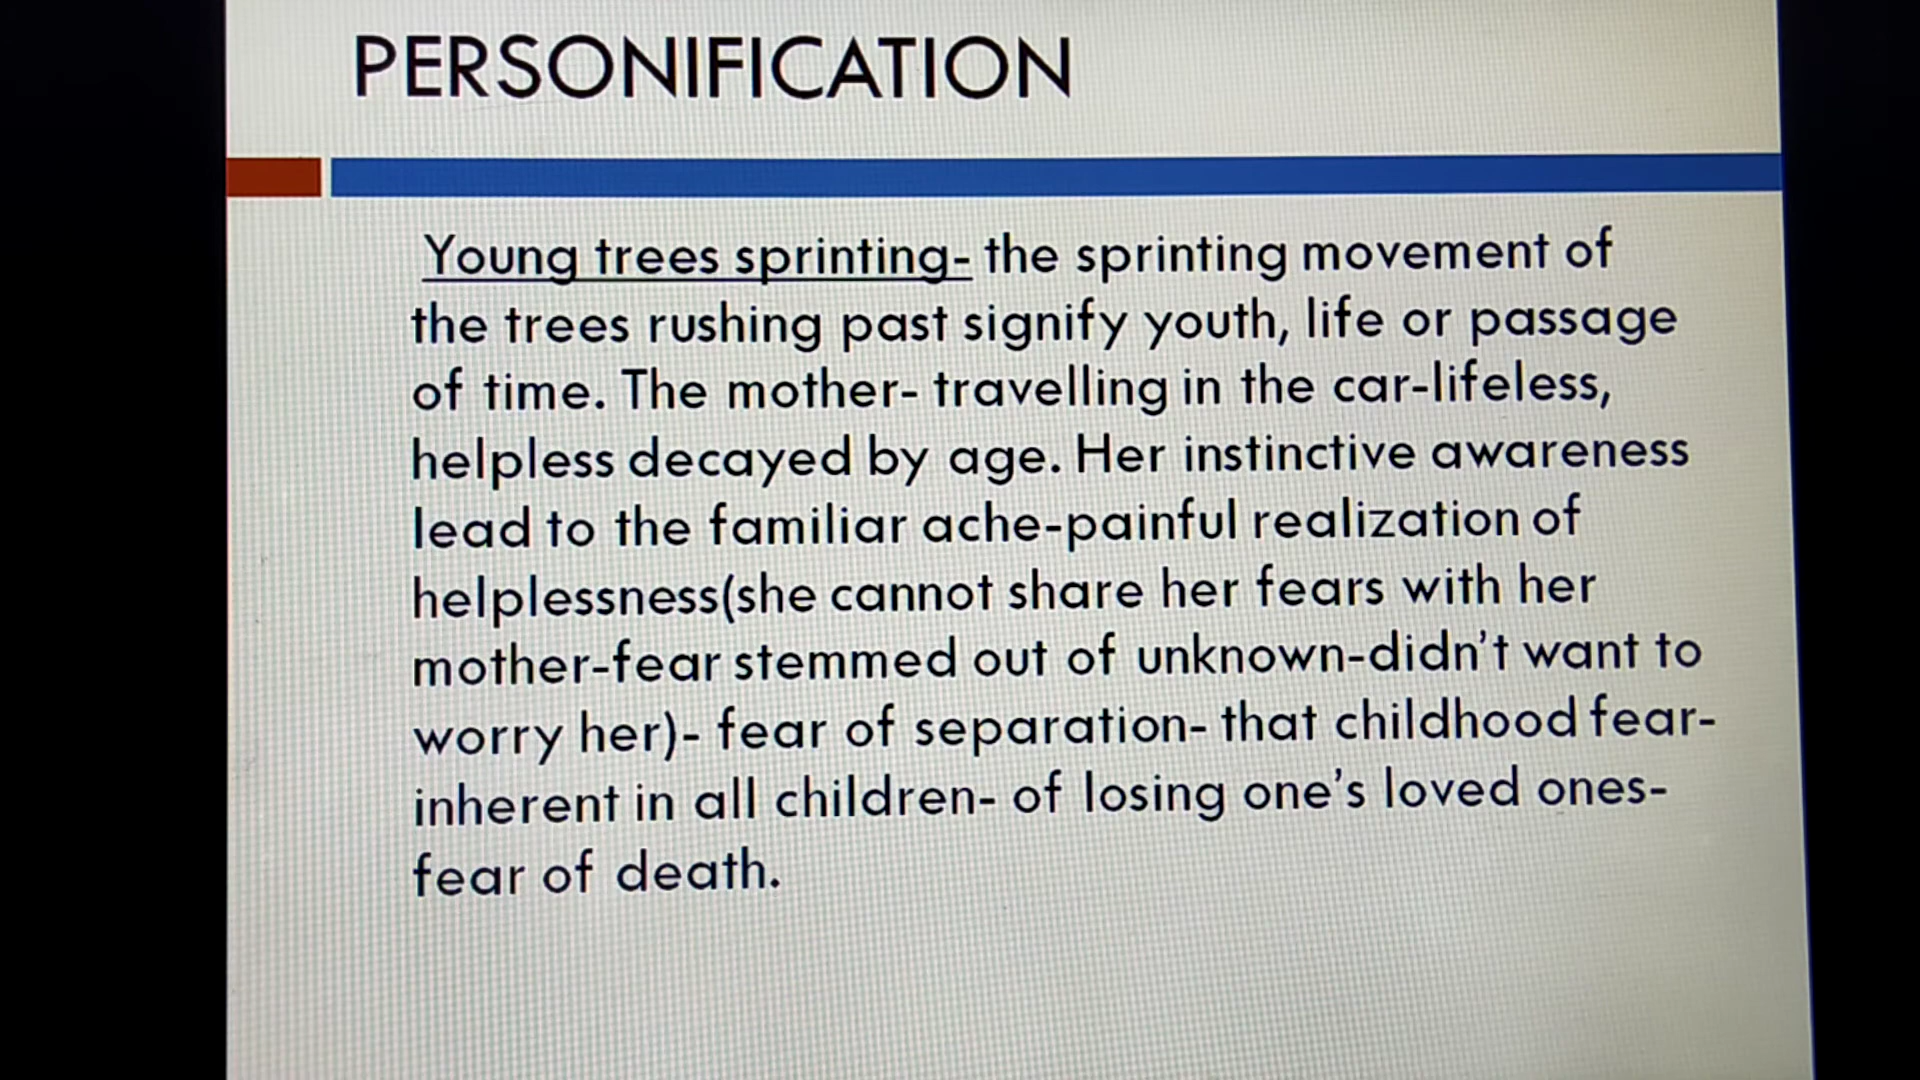 PERSONIFICATION
Young trees sprinting- the sprinting movement of
the trees rushing past signify youth, life or passage
of time. The mother- travelling in the car-lifeless,
helpless decayed by age. Her instinctive awareness
lead to the familiar ache-painful realization of
helplessness(she cannot share her fears with her
mother-fear stemmed out of unknown-didn't want to
worry her)- fear of separation- that childhood fear-
inherent in all children- of losing one's loved ones-
fear of death.